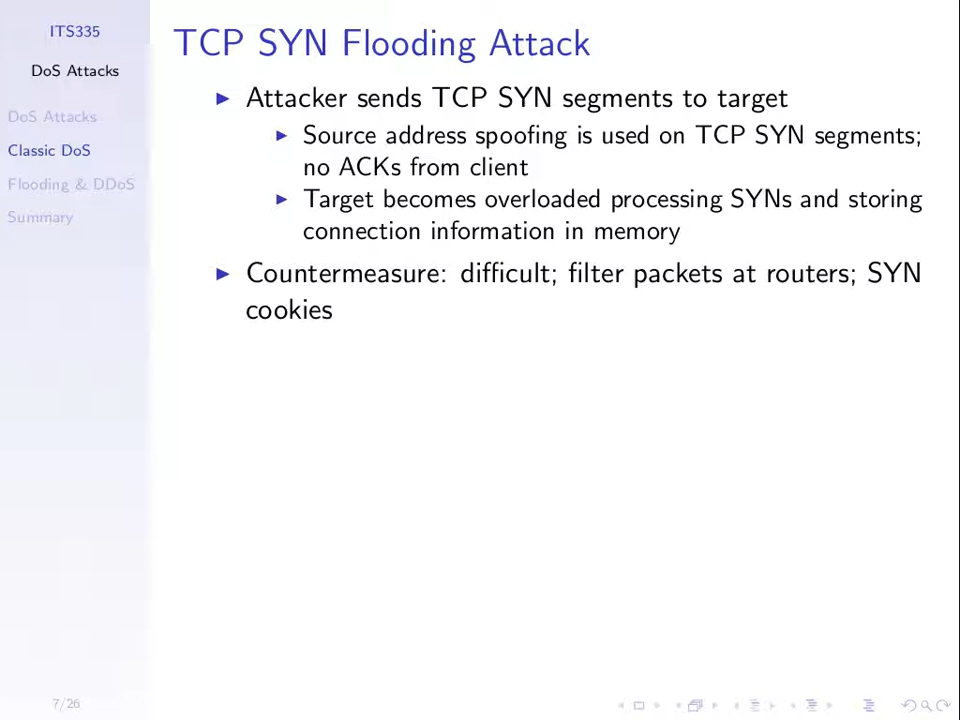 ITS335
DoS Attacks
DoS Attacks
Classic DoS
Flooding & DDoS
Summary
TCP SYN Flooding Attack
Attacker sends TCP SYN segments to target
Source address spoofing is used on TCP SYN segments;
no ACKs from client
Target becomes overloaded processing SYNs and storing
connection information in memory
Countermeasure: difficult; filter packets at routers; SYN
cookies
7/26